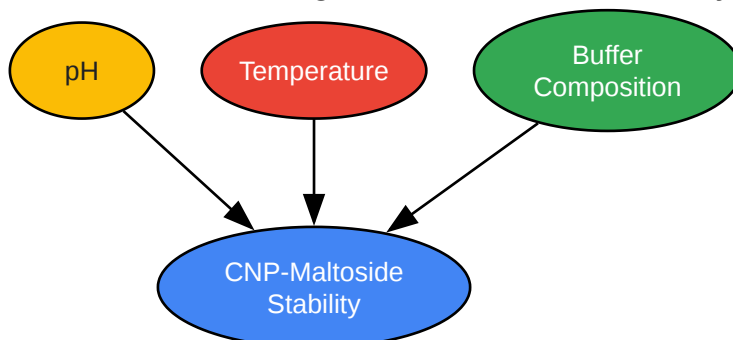 pH
Temperature
Buffer
Composition
CNP-Maltoside
Stability